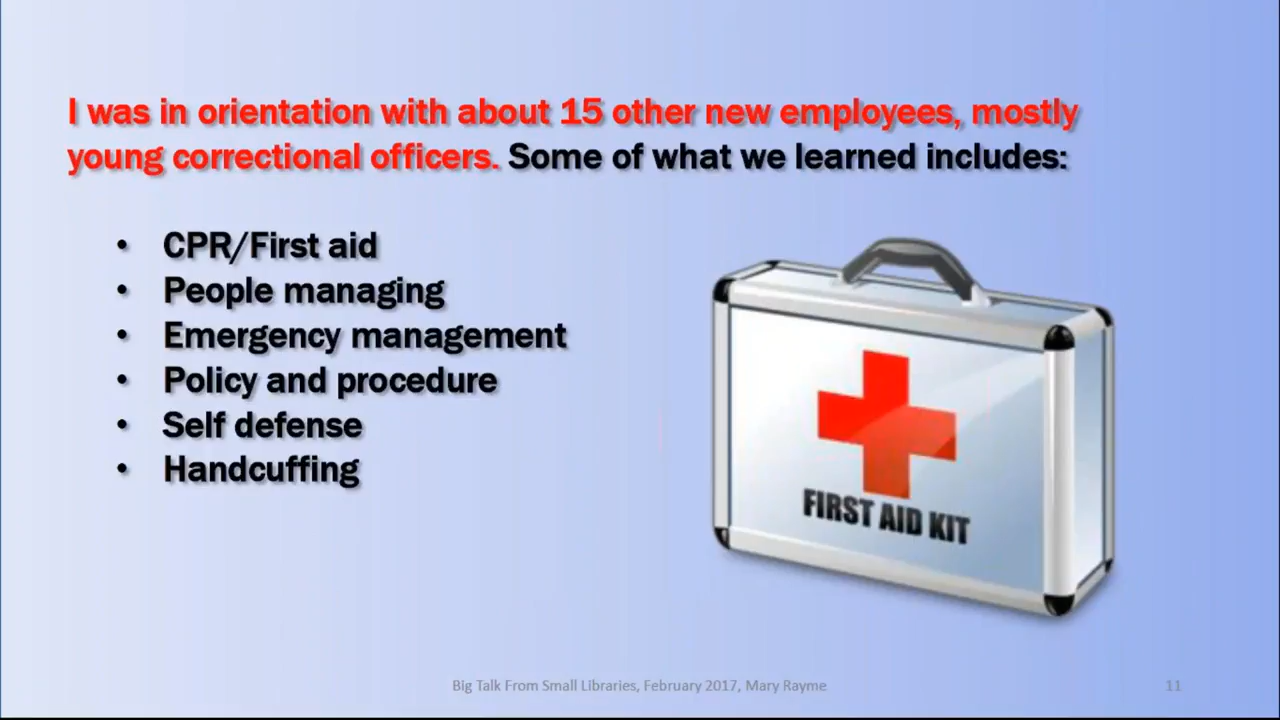 I was in orientation with about 15 other new employees, mostly
young correctional officers. Some of what we learned includes:
• CPR/First aid
• People managing
• Emergency management
• Policy and procedure
• Self defense
• Handcuffing
FIRST AID KIT
Big Talk From Small Libraries, February 2017, Mary Rayme
11